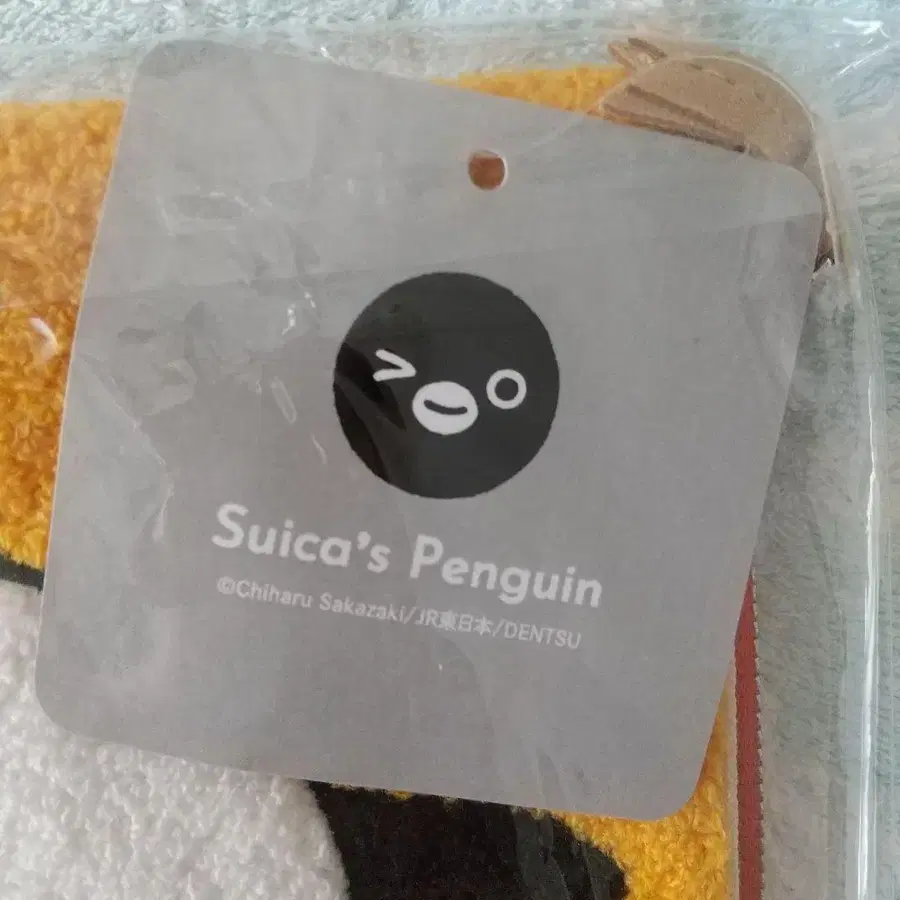 Suica's Penguin
©Chiharu Sakazaki/JR東日本/DENTSU